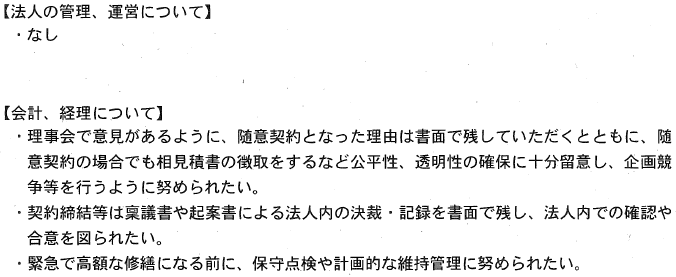 【法人の管理、運営について】
・なし
【会計、経理について】
・理事会で意見があるように、随意契約となった理由は書面で残していただくとともに、随
意契約の場合でも相見積書の徴取をするなど公平性、透明性の確保に十分留意し、企画競
争等を行うように努められたい。
・契約締結等は稟議書や起案書による法人内の決裁・記録を書面で残し、法人内での確認や
合意を図られたい。
・緊急で高額な修繕になる前に、保守点検や計画的な維持管理に努められたい。